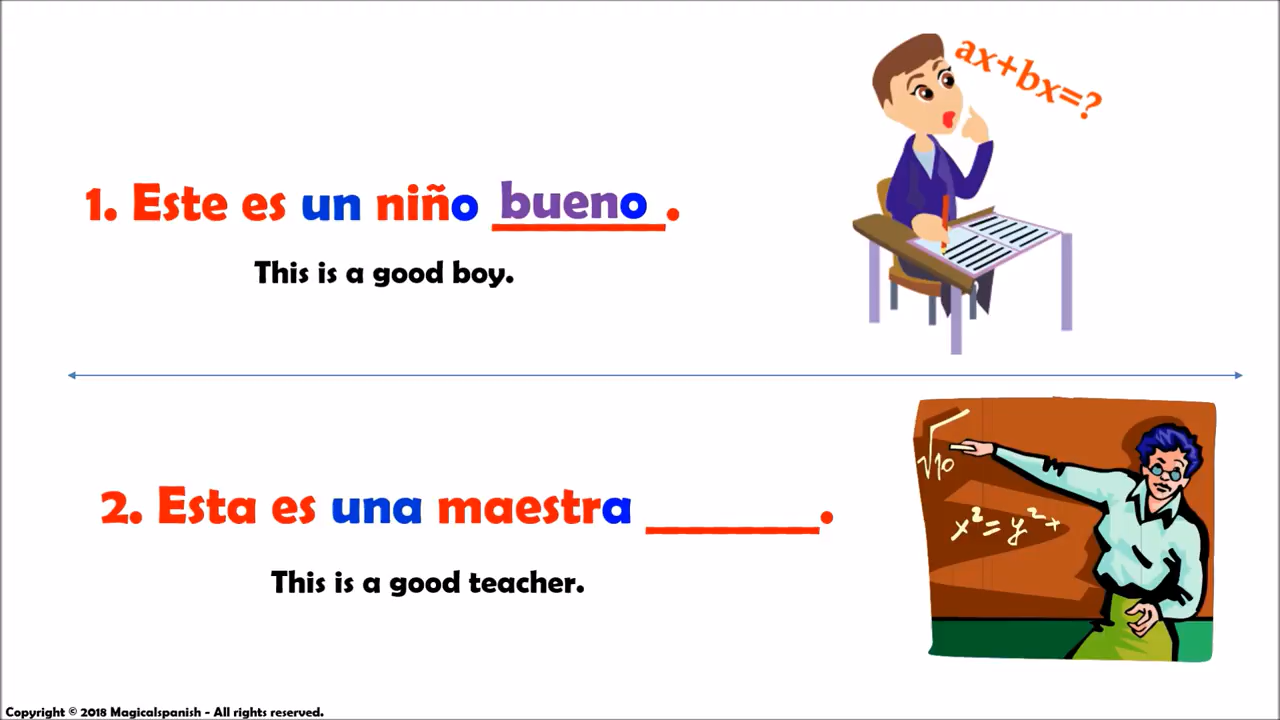 ax+bx=?
1. Este es un niño bueno.
This is a good boy.
√10
x²=y²+
2. Esta es una maestra _______.
This is a good teacher.
Copyright © 2018 Magicalspanish - All rights reserved.